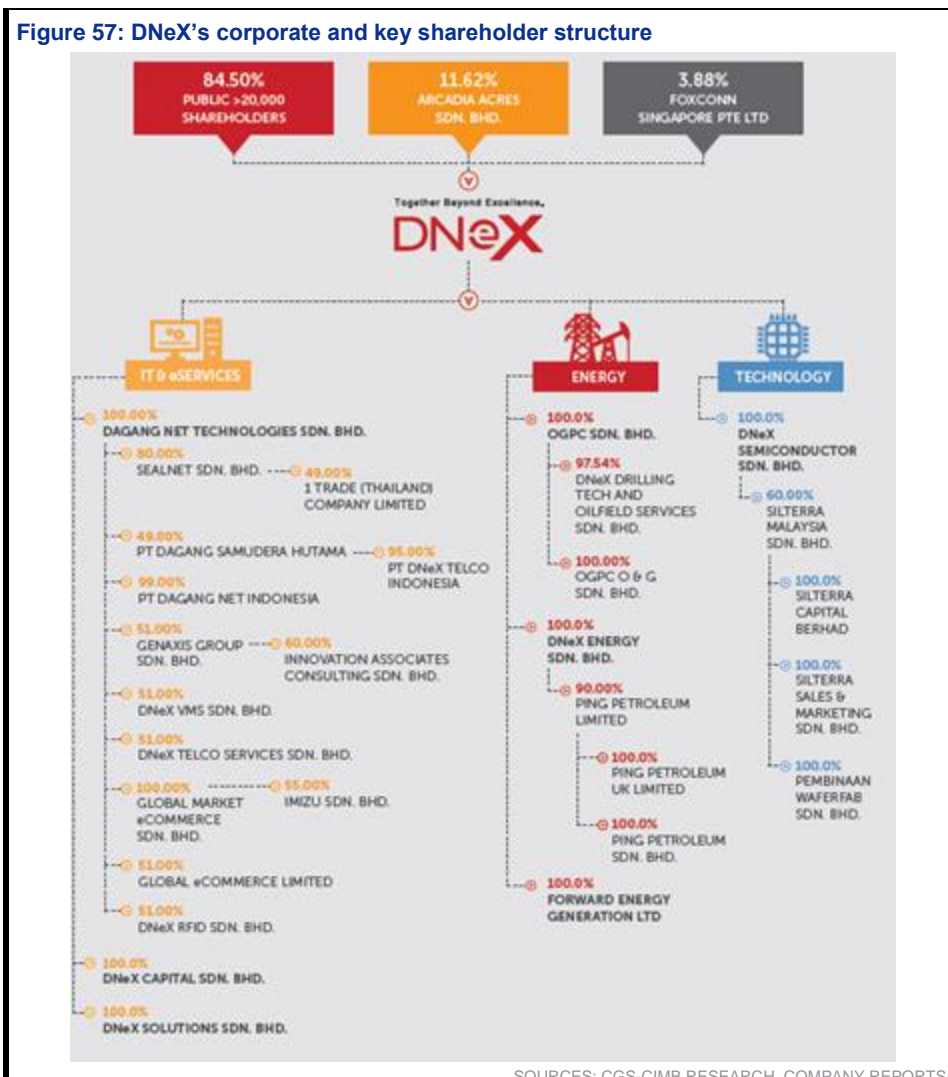 Figure 57: DNeX's corporate and key shareholder structure
84.50%
PUBLIC >20,000
SHAREHOLDERS
11.62%
ARCADIA ACRES
SDN. BHD.
3.88%
FOXCONN
SINGAPORE PTE LTD
Together Beyond Excellence.
DNeX
IT & eSERVICES
100.00%
DAGANG NET TECHNOLOGIES SDN. BHD.
80.00%
SEALNET SDN. BHD.
49.00%
1 TRADE (THAILAND)
COMPANY LIMITED
49.00%
PT DAGANG SAMUDERA HUTAMA
95.00%
PT DNeX TELCO
INDONESIA
99.00%
PT DAGANG NET INDONESIA
51.00%
GENAXIS GROUP
SDN. BHD.
60.00%
INNOVATION ASSOCIATES
CONSULTING SDN. BHD.
51.00%
DNeX VMS SDN. BHD.
51.00%
DNeX TELCO SERVICES SDN. BHD.
100.00%
GLOBAL MARKET
eCOMMERCE
SDN. BHD.
55.00%
IMIZU SDN. BHD.
51.00%
GLOBAL eCOMMERCE LIMITED
51.00%
DNeX RFID SDN. BHD.
100.0%
DNeX CAPITAL SDN. BHD.
100.0%
DNeX SOLUTIONS SDN. BHD.
ENERGY
100.0%
OGPC SDN. BHD.
97.54%
DNeX DRILLING
TECH AND
OILFIELD SERVICES
SDN. BHD.
100.00%
OGPC O & G
SDN. BHD.
100.0%
DNeX ENERGY
SDN. BHD.
90.00%
PING PETROLEUM
LIMITED
100.0%
PING PETROLEUM
UK LIMITED
100.0%
PING PETROLEUM
SDN. BHD.
100.0%
FORWARD ENERGY
GENERATION LTD
TECHNOLOGY
100.0%
DNeX
SEMICONDUCTOR
SDN. BHD.
60.00%
SILTERRA
MALAYSIA
SDN. BHD.
100.0%
SILTERRA
CAPITAL
BERHAD
100.0%
SILTERRA
SALES &
MARKETING
SDN. BHD.
100.0%
PEMBINAAN
WAFERFAB
SDN. BHD.
SOURCES: CGS-CIMB RESEARCH, COMPANY REPORTS